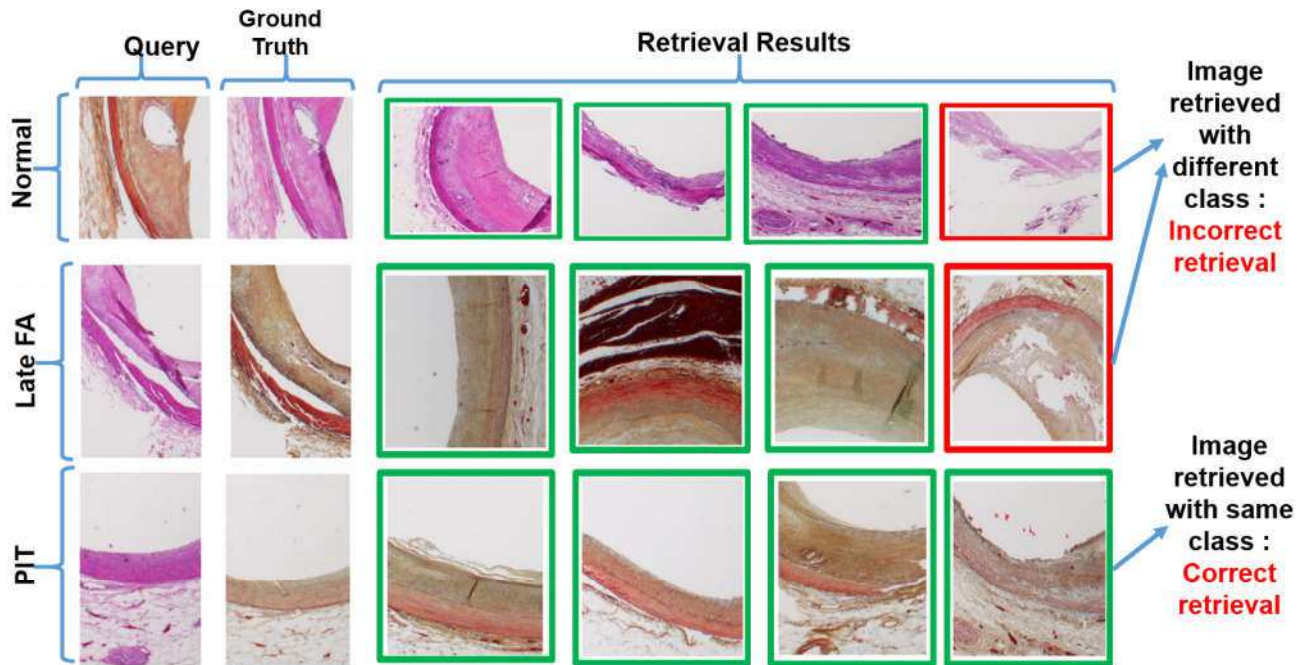 Query
Ground
Truth
Retrieval Results
Normal
Late FA
PIT
Image
retrieved
with
different
class :
Incorrect
retrieval
Image
retrieved
with same
class :
Correct
retrieval